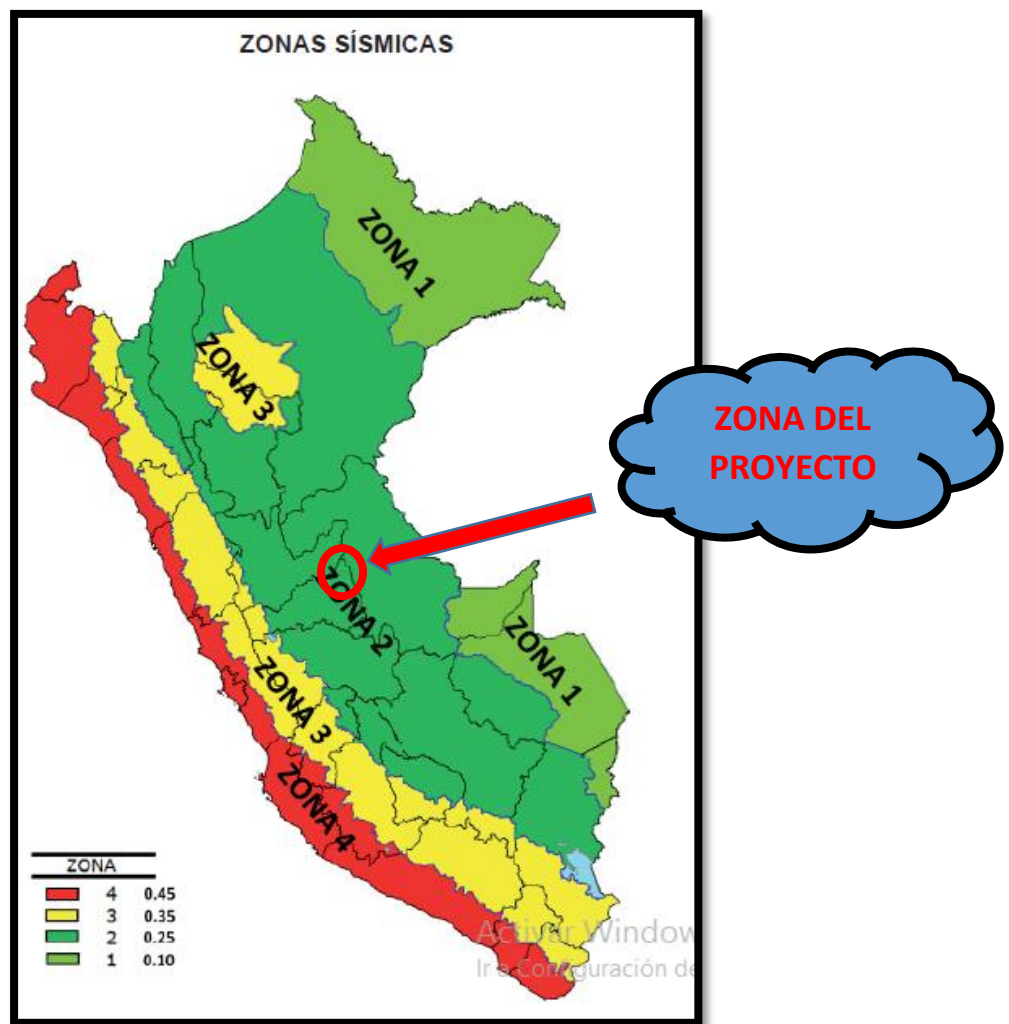 ZONAS SÍSMICAS
ZONA 1
ZONA 3
ZONA DEL
PROYECTO
ZONA 2
ZONA 1
ZONA 3
ZONA 4
ZONA
4 0.45
3 0.35
2 0.25
1 0.10
Activar Window
Ir a Configuración de